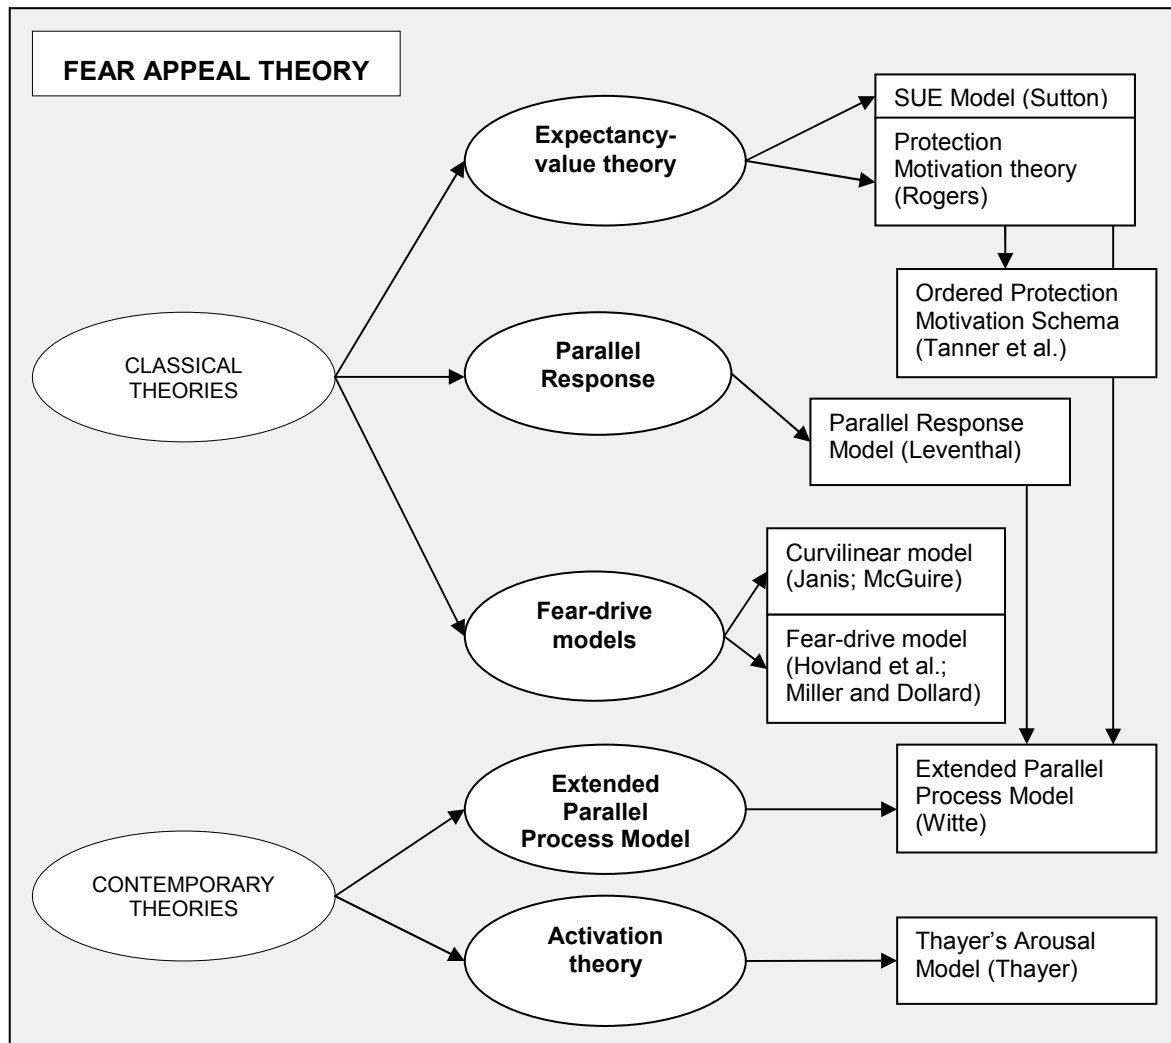 FEAR APPEAL THEORY
Expectancy-
value theory
SUE Model (Sutton)
Protection
Motivation theory
(Rogers)
Ordered Protection
Motivation Schema
(Tanner et al.)
CLASSICAL
THEORIES
Parallel
Response
Parallel Response
Model (Leventhal)
Fear-drive
models
Curvilinear model
(Janis; McGuire)
Fear-drive model
(Hovland et al.;
Miller and Dollard)
CONTEMPORARY
THEORIES
Extended
Parallel
Process Model
Extended Parallel
Process Model
(Witte)
Activation
theory
Thayer’s Arousal
Model (Thayer)